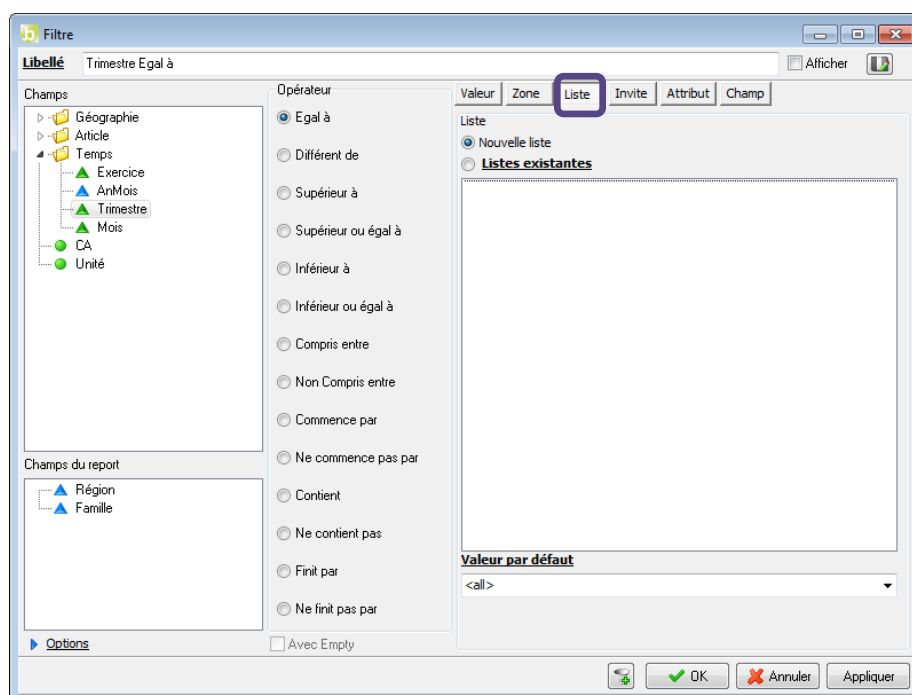 Filtre
Libellé Trimestre Egal à Afficher
Champs
Géographie
Article
Temps
Exercice
AnMois
Trimestre
Mois
CA
Unité
Champs du report
Région
Famille
Options
Opérateur
Egal à
Différent de
Supérieur à
Supérieur ou égal à
Inférieur à
Inférieur ou égal à
Compris entre
Non Compris entre
Commence par
Ne commence pas par
Contient
Ne contient pas
Finit par
Ne finit pas par
Avec Empty
Valeur Zone Liste Invite Attribut Champ
Liste
Nouvelle liste
Listes existantes
Valeur par défaut
<all>
OK Annuler Appliquer